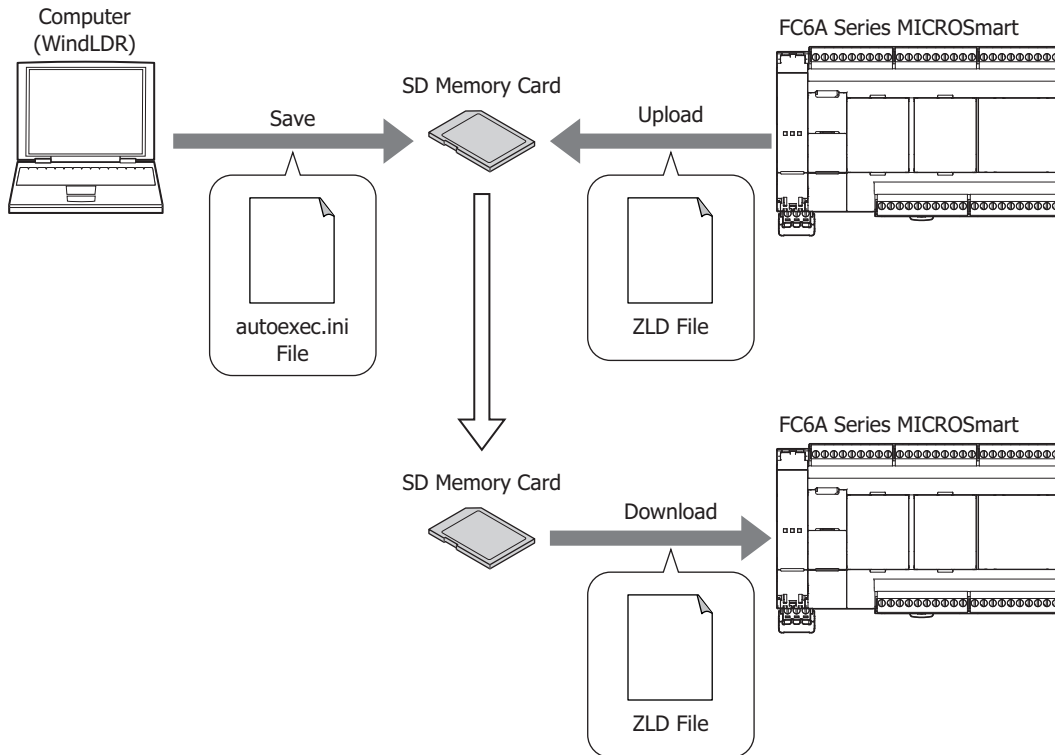 Computer
(WindLDR)
FC6A Series MICROSmart
SD Memory Card
Save
Upload
autoexec.ini
File
ZLD File
FC6A Series MICROSmart
SD Memory Card
Download
ZLD File